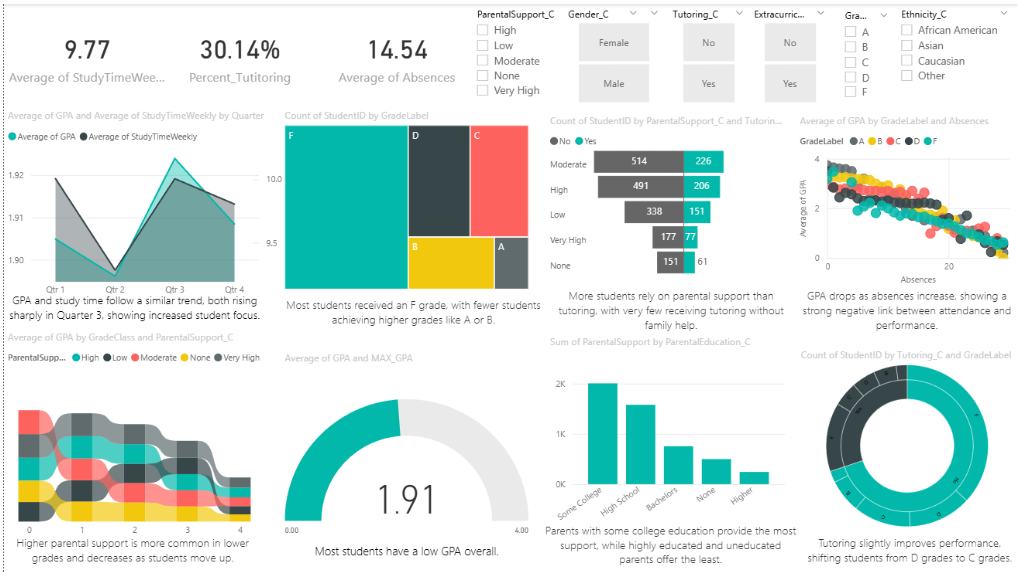 9.77
Average of StudyTimeWee...
30.14%
Percent_Tutitoring
14.54
Average of Absences
ParentalSupport_C
High
Low
Moderate
None
Very High
Gender_C
Female
Male
Tutoring_C
No
Yes
Extracurric...
No
Yes
Gra...
A
B
C
D
F
Ethnicity_C
African American
Asian
Caucasian
Other
Average of GPA and Average of StudyTimeWeekly by Quarter
Average of GPA Average of StudyTimeWeekly
1.92
1.91
1.90
10.0
9.5
Qtr 1 Qtr 2 Qtr 3 Qtr 4
GPA and study time follow a similar trend, both rising
sharply in Quarter 3, showing increased student focus.
Count of StudentID by GradeLabel
F
D
C
B
A
Most students received an F grade, with fewer students
achieving higher grades like A or B.
Count of StudentID by ParentalSupport_C and Tutorin...
No Yes
Moderate 514 226
High 491 206
Low 338 151
Very High 177 77
None 151 61
More students rely on parental support than
tutoring, with very few receiving tutoring without
family help.
Average of GPA by GradeLabel and Absences
GradeLabel A B C D F
Average of GPA
4
2
0
0 20
Absences
GPA drops as absences increase, showing a
strong negative link between attendance and
performance.
Average of GPA by GradeClass and ParentalSupport_C
ParentalSupp... High Low Moderate None Very High
0 1 2 3 4
Higher parental support is more common in lower
grades and decreases as students move up.
Average of GPA and MAX_GPA
1.91
0.00 4.00
Most students have a low GPA overall.
Sum of ParentalSupport by ParentalEducation_C
2K
1K
0K
Some College
High School
Bachelors
None
Higher
Parents with some college education provide the most
support, while highly educated and uneducated
parents offer the least.
Count of StudentID by Tutoring_C and GradeLabel
Tutoring slightly improves performance,
shifting students from D grades to C grades.